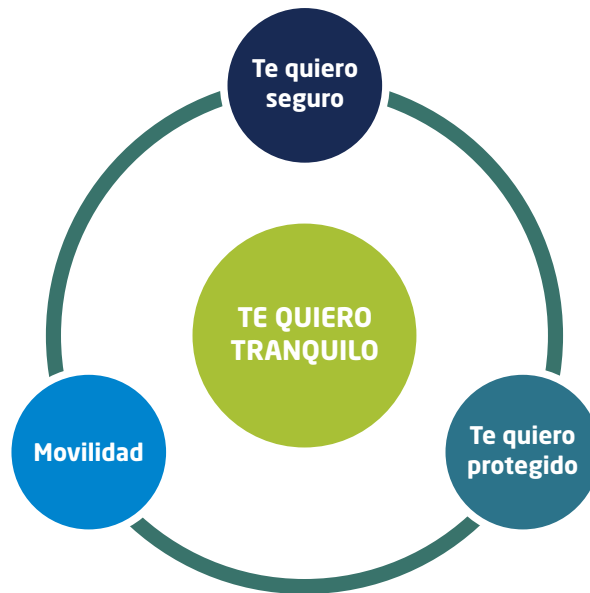 Te quiero
seguro
TE QUIERO
TRANQUILO
Movilidad
Te quiero
protegido